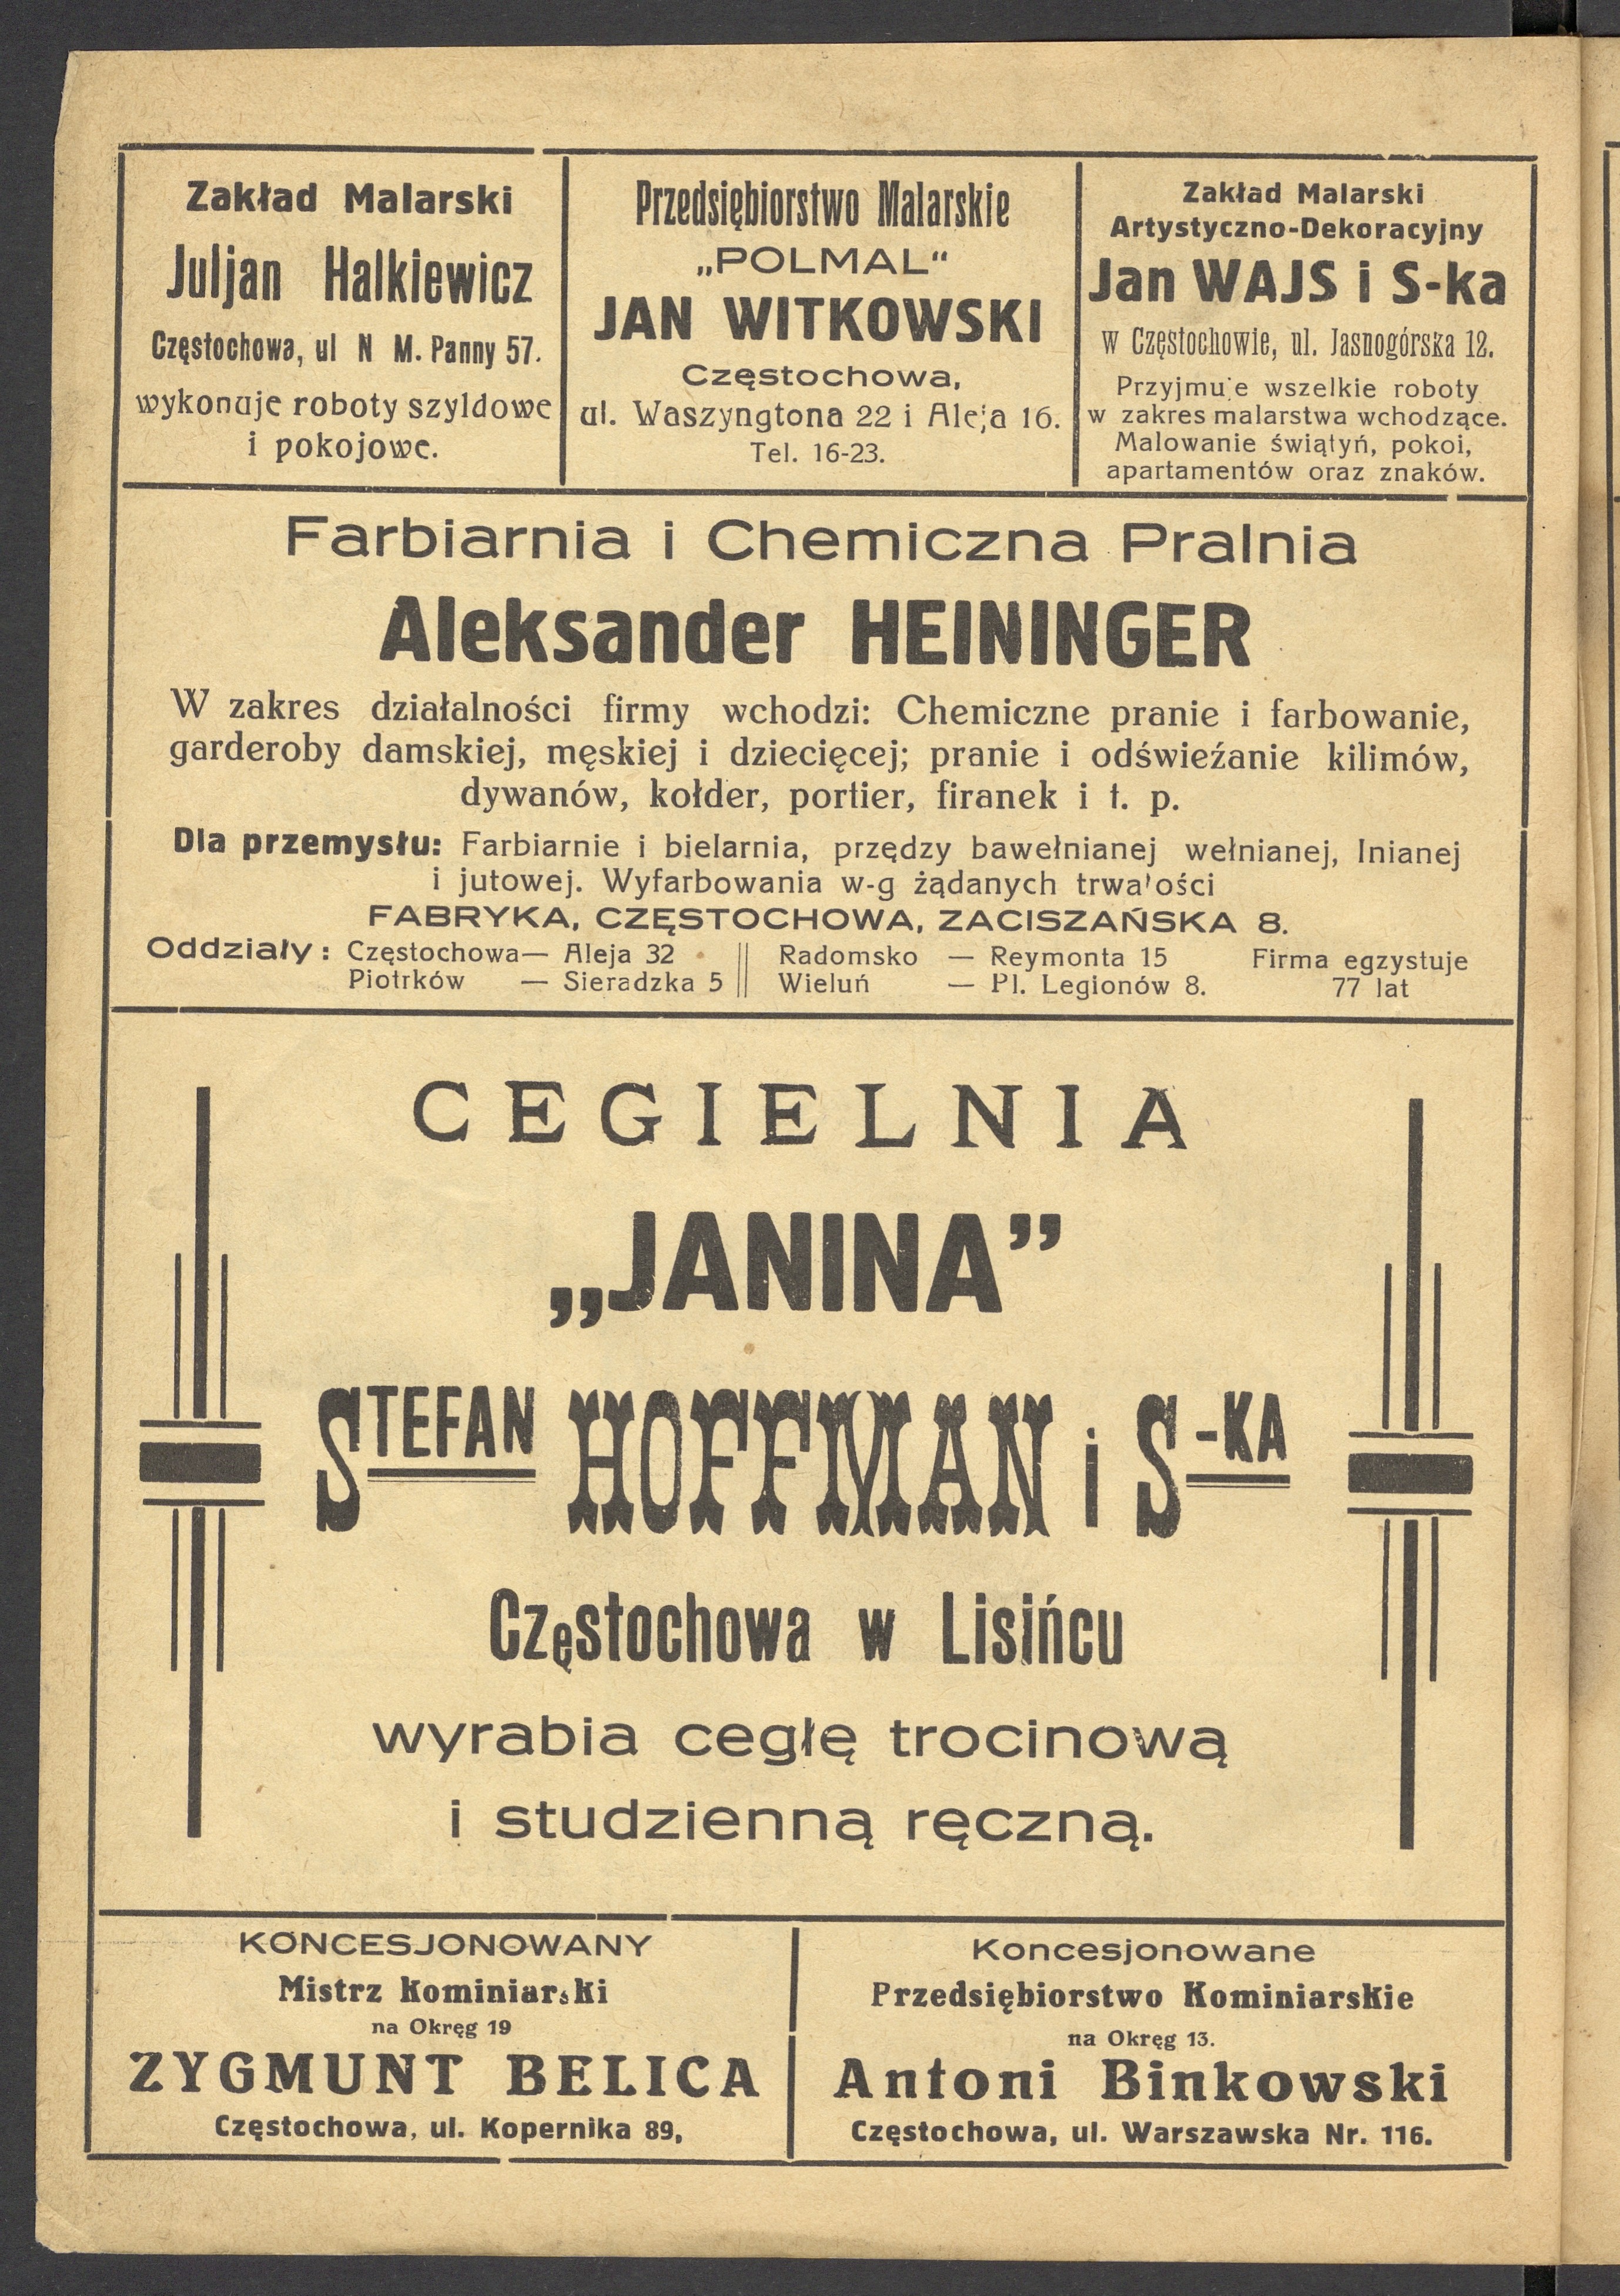 Zakład Malarski
Juljan Halkiewicz
Częstochowa, ul N M. Panny 57.
wykonuje roboty szyldowe
i pokojowe.
Przedsiębiorstwo Malarskie
„POLMAL“
JAN WITKOWSKI
Częstochowa,
ul. Waszyngtona 22 i Aleja 16.
Tel. 16-23.
Zakład Malarski
Artystyczno-Dekoracyjny
Jan WAJS i S-ka
w Częstochowie, ul. Jasnogórska 12.
Przyjmuje wszelkie roboty
w zakres malarstwa wchodzące.
Malowanie świątyń, pokoi,
apartamentów oraz znaków.
Farbiarnia i Chemiczna Pralnia
Aleksander HEININGER
W zakres działalności firmy wchodzi: Chemiczne pranie i farbowanie,
garderoby damskiej, męskiej i dziecięcej; pranie i odświeźanie kilimów,
dywanów, kołder, portier, firanek i t. p.
Dla przemysłu: Farbiarnie i bielarnia, przędzy bawełnianej wełnianej, lnianej
i jutowej. Wyfarbowania w-g żądanych trwałości
FABRYKA, CZĘSTOCHOWA, ZACISZAŃSKA 8.
Oddziały: Częstochowa— Aleja 32 || Radomsko — Reymonta 15 Firma egzystuje
Piotrków — Sieradzka 5 || Wieluń — Pl. Legionów 8. 77 lat
CEGIELNIA
„JANINA”
STEFAN HOFFMAN i S-KA
Częstochowa w Lisińcu
wyrabia cegłę trocinową
i studzienną ręczną.
KONCESJONOWANY
Mistrz Kominiarski
na Okręg 19
ZYGMUNT BELICA
Częstochowa, ul. Kopernika 89,
Koncesjonowane
Przedsiębiorstwo Kominiarskie
na Okręg 13.
Antoni Binkowski
Częstochowa, ul. Warszawska Nr. 116.